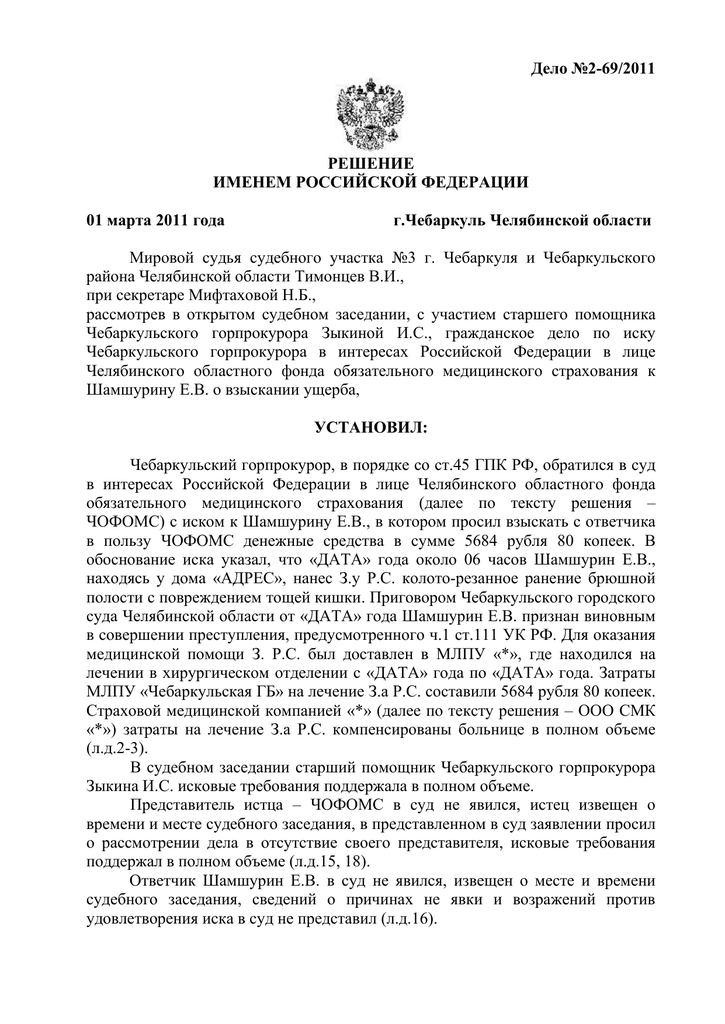 Дело №2-69/2011
РЕШЕНИЕ
ИМЕНЕМ РОССИЙСКОЙ ФЕДЕРАЦИИ
01 марта 2011 года г.Чебаркуль Челябинской области
Мировой судья судебного участка №3 г. Чебаркуля и Чебаркульского
района Челябинской области Тимонцев В.И.,
при секретаре Мифтаховой Н.Б.,
рассмотрев в открытом судебном заседании, с участием старшего помощника
Чебаркульского горпрокурора Зыкиной И.С., гражданское дело по иску
Чебаркульского горпрокурора в интересах Российской Федерации в лице
Челябинского областного фонда обязательного медицинского страхования к
Шамшурину Е.В. о взыскании ущерба,
УСТАНОВИЛ:
Чебаркульский горпрокурор, в порядке со ст.45 ГПК РФ, обратился в суд
в интересах Российской Федерации в лице Челябинского областного фонда
обязательного медицинского страхования (далее по тексту решения –
ЧОФОМС) с иском к Шамшурину Е.В., в котором просил взыскать с ответчика
в пользу ЧОФОМС денежные средства в сумме 5684 рубля 80 копеек. В
обоснование иска указал, что «ДАТА» года около 06 часов Шамшурин Е.В.,
находясь у дома «АДРЕС», нанес З.у Р.С. колото-резанное ранение брюшной
полости с повреждением тощей кишки. Приговором Чебаркульского городского
суда Челябинской области от «ДАТА» года Шамшурин Е.В. признан виновным
в совершении преступления, предусмотренного ч.1 ст.111 УК РФ. Для оказания
медицинской помощи З. Р.С. был доставлен в МЛПУ «*», где находился на
лечении в хирургическом отделении с «ДАТА» года по «ДАТА» года. Затраты
МЛПУ «Чебаркульская ГБ» на лечение З.а Р.С. составили 5684 рубля 80 копеек.
Страховой медицинской компанией «*» (далее по тексту решения – ООО СМК
«*») затраты на лечение З.а Р.С. компенсированы больнице в полном объеме
(л.д.2-3).
В судебном заседании старший помощник Чебаркульского горпрокурора
Зыкина И.С. исковые требования поддержала в полном объеме.
Представитель истца – ЧОФОМС в суд не явился, истец извещен о
времени и месте судебного заседания, в представленном в суд заявлении просил
о рассмотрении дела в отсутствие своего представителя, исковые требования
поддержал в полном объеме (л.д.15, 18).
Ответчик Шамшурин Е.В. в суд не явился, извещен о месте и времени
судебного заседания, сведений о причинах не явки и возражений против
удовлетворения иска в суд не представил (л.д.16).